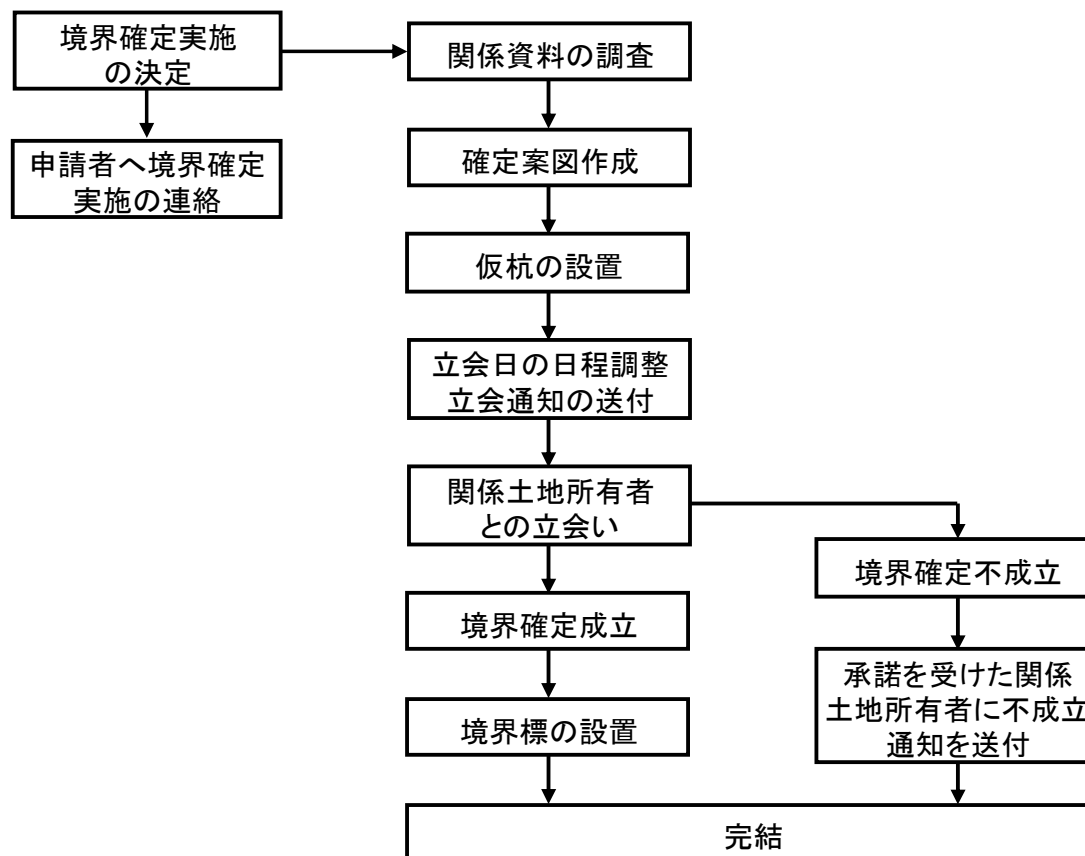 境界確定実施
の決定
申請者へ境界確定
実施の連絡
関係資料の調査
確定案図作成
仮杭の設置
立会日の日程調整
立会通知の送付
関係土地所有者
との立会い
境界確定成立
境界標の設置
境界確定不成立
承諾を受けた関係
土地所有者に不成立
通知を送付
完結